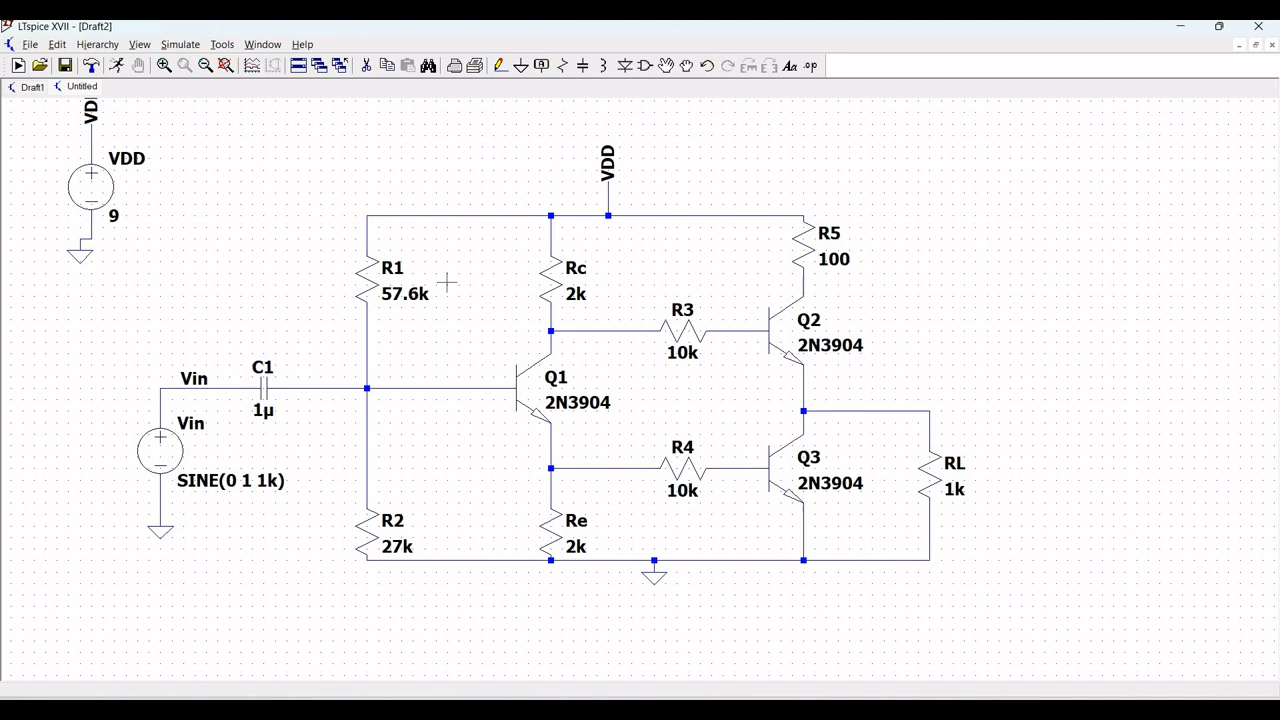 LTspice XVII - [Draft2]
File Edit Hierarchy View Simulate Tools Window Help
Aa .op
Draft1 Untitled
VDD
9
VDD
R1
57.6k
Rc
2k
R5
100
R3
10k
Q2
2N3904
Vin
C1
1µ
Q1
2N3904
Vin
SINE(0 1 1k)
R4
10k
Q3
2N3904
RL
1k
R2
27k
Re
2k